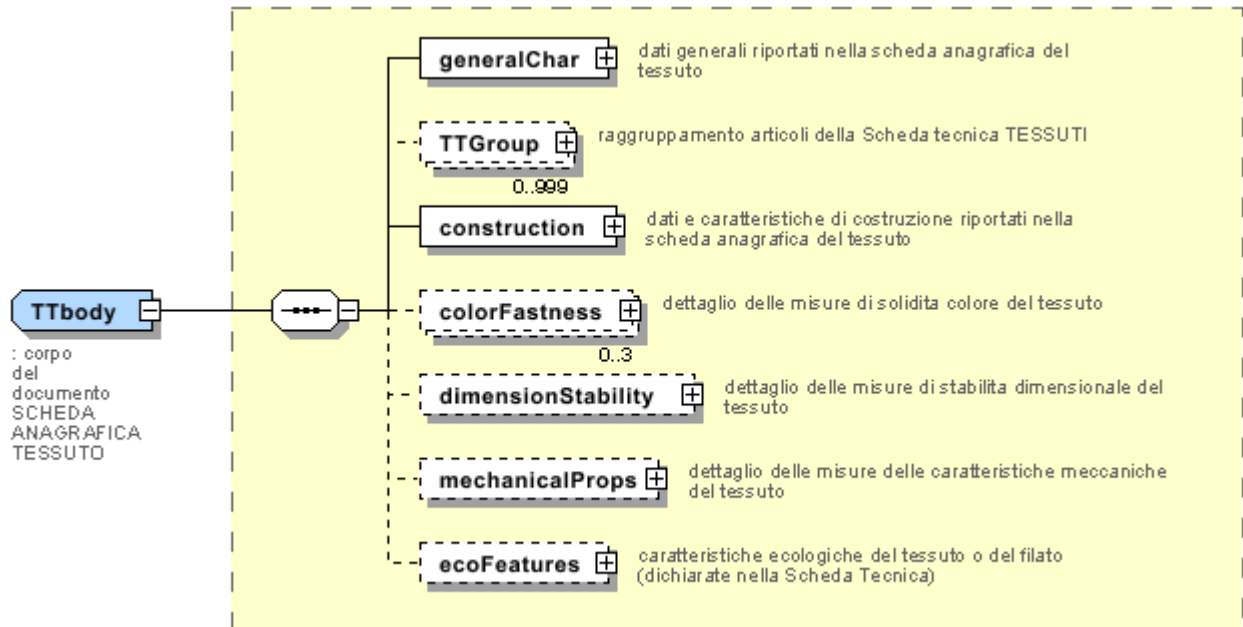 generalChar
dati generali riportati nella scheda anagrafica del
tessuto
TTGroup
raggruppamento articoli della Scheda tecnica TESSUTI
0..999
construction
dati e caratteristiche di costruzione riportati nella
scheda anagrafica del tessuto
TTbody
: corpo
del
documento
SCHEDA
ANAGRAFICA
TESSUTO
colorFastness
dettaglio delle misure di solidita colore del tessuto
0..3
dimensionStability
dettaglio delle misure di stabilita dimensionale del
tessuto
mechanicalProps
dettaglio delle misure delle caratteristiche meccaniche
del tessuto
ecoFeatures
caratteristiche ecologiche del tessuto o del filato
(dichiarate nella Scheda Tecnica)